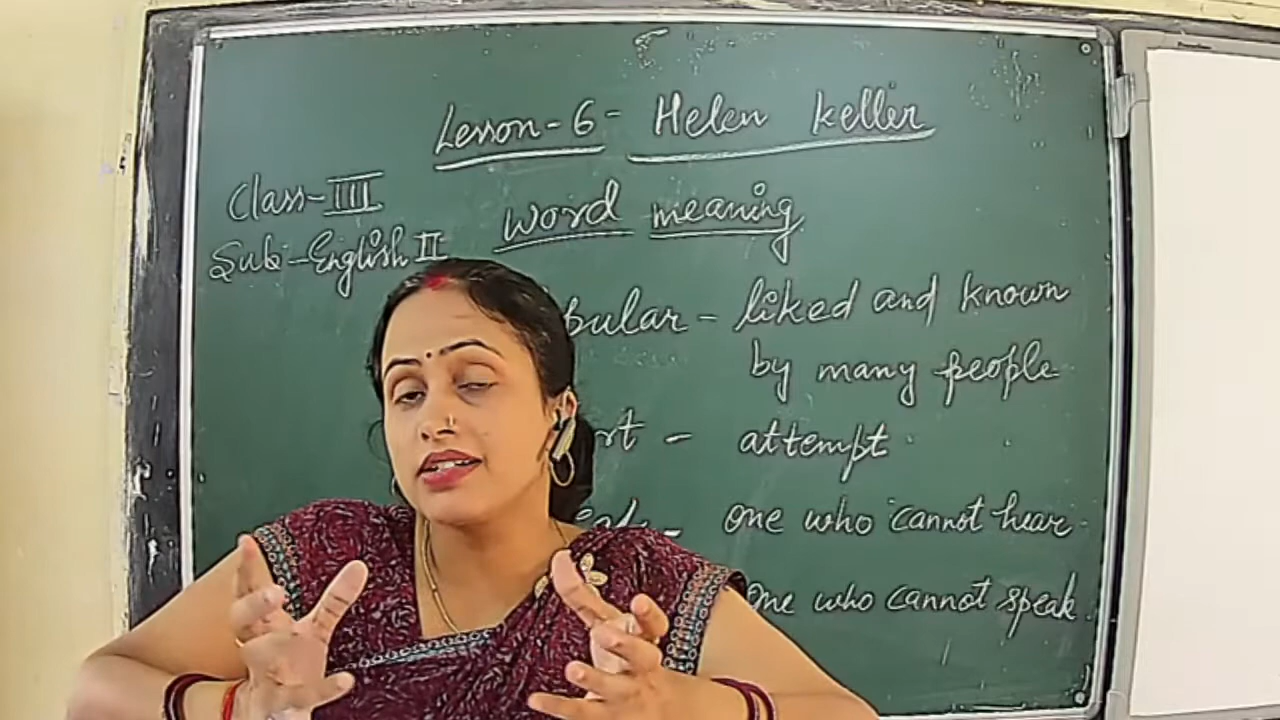 Lesson-6- Helen Keller
Class-III
Word meaning
Sub-English II
pular - liked and known
by many people
rt - attempt
- one who cannot hear
One who cannot speak.